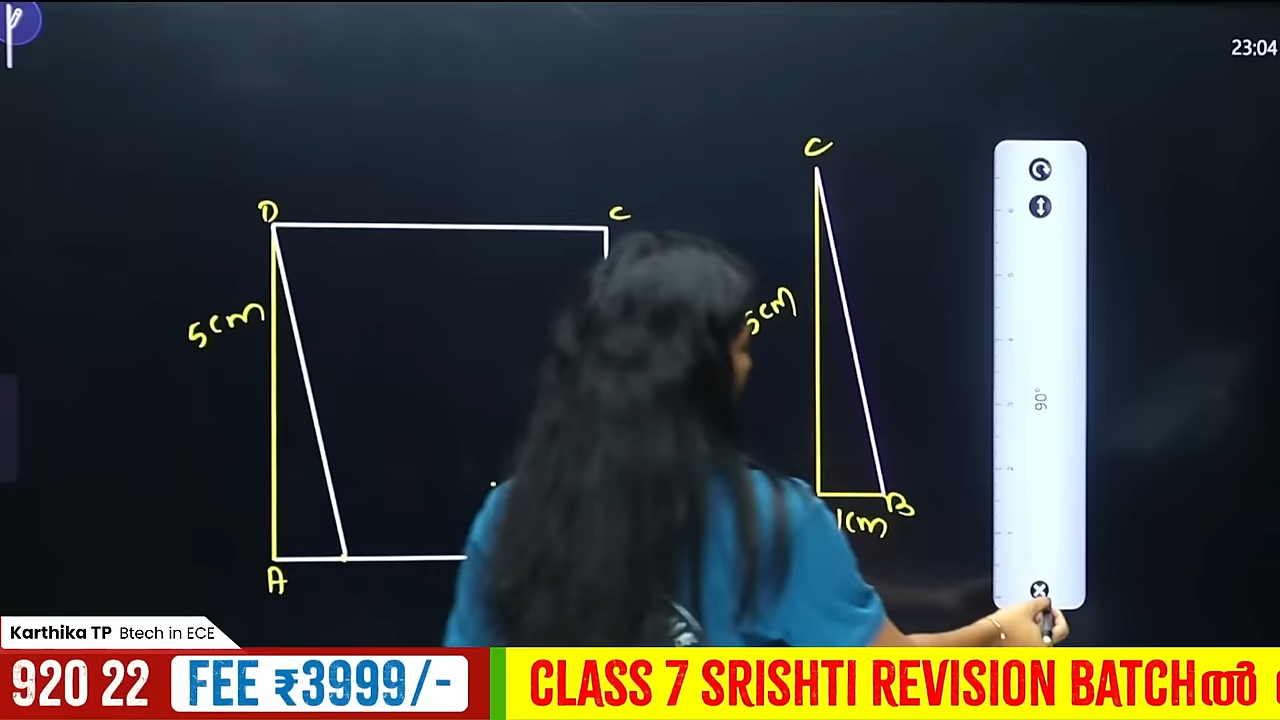 23:04
C
D
C
5cm
5cm
90°
B
1cm
A
Karthika TP Btech in ECE
920 22
FEE ₹3999/-
CLASS 7 SRISHTI REVISION BATCHൽ